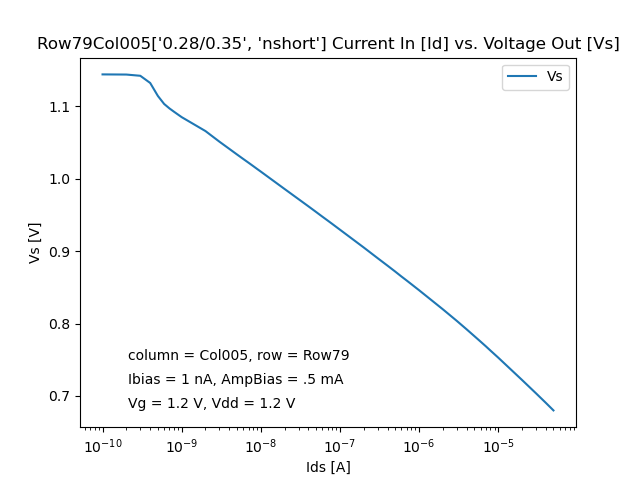 Row79Col005['0.28/0.35', 'nshort'] Current In [Id] vs. Voltage Out [Vs]
Vs
1.1
1.0
0.9
0.8
0.7
Vs [V]
column = Col005, row = Row79
Ibias = 1 nA, AmpBias = .5 mA
Vg = 1.2 V, Vdd = 1.2 V
10⁻¹⁰ 10⁻⁹ 10⁻⁸ 10⁻⁷ 10⁻⁶ 10⁻⁵
Ids [A]